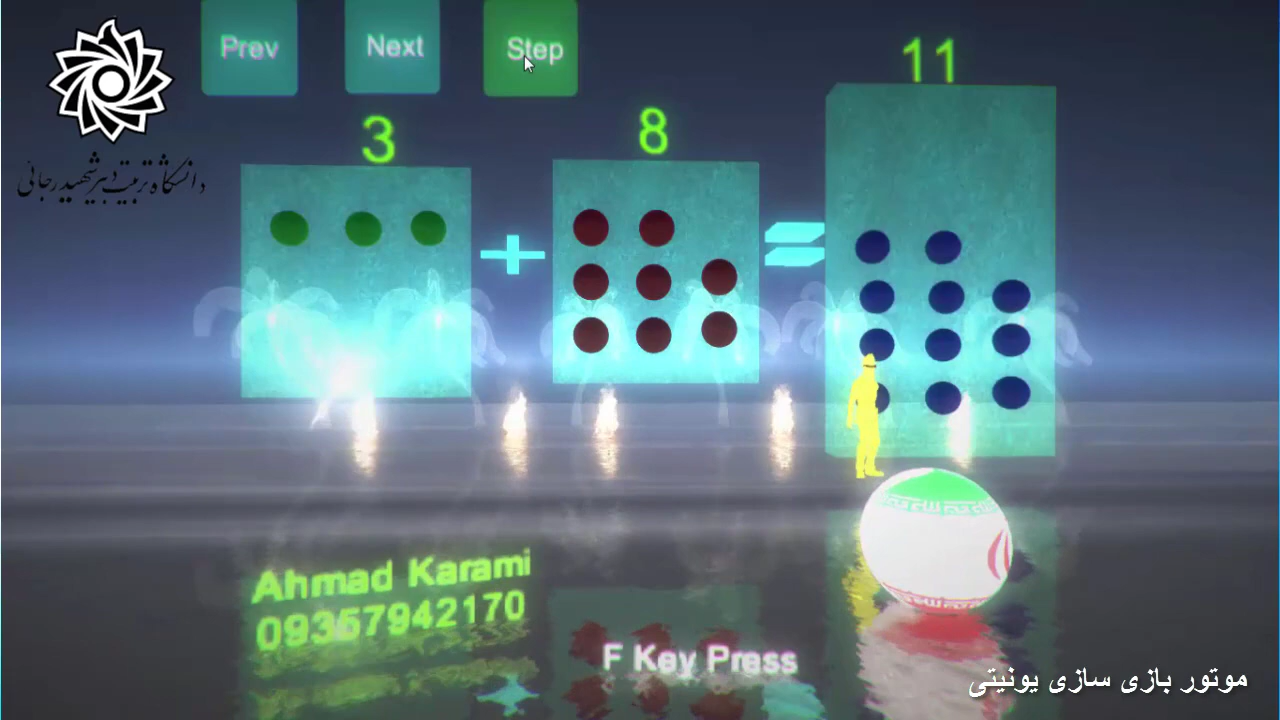 Prev
Next
Step
دانشگاه تربیت دبیر شهید رجائی
3
8
11
+
=
Ahmad Karami
09357942170
F Key Press
موتور بازی سازی یونیتی